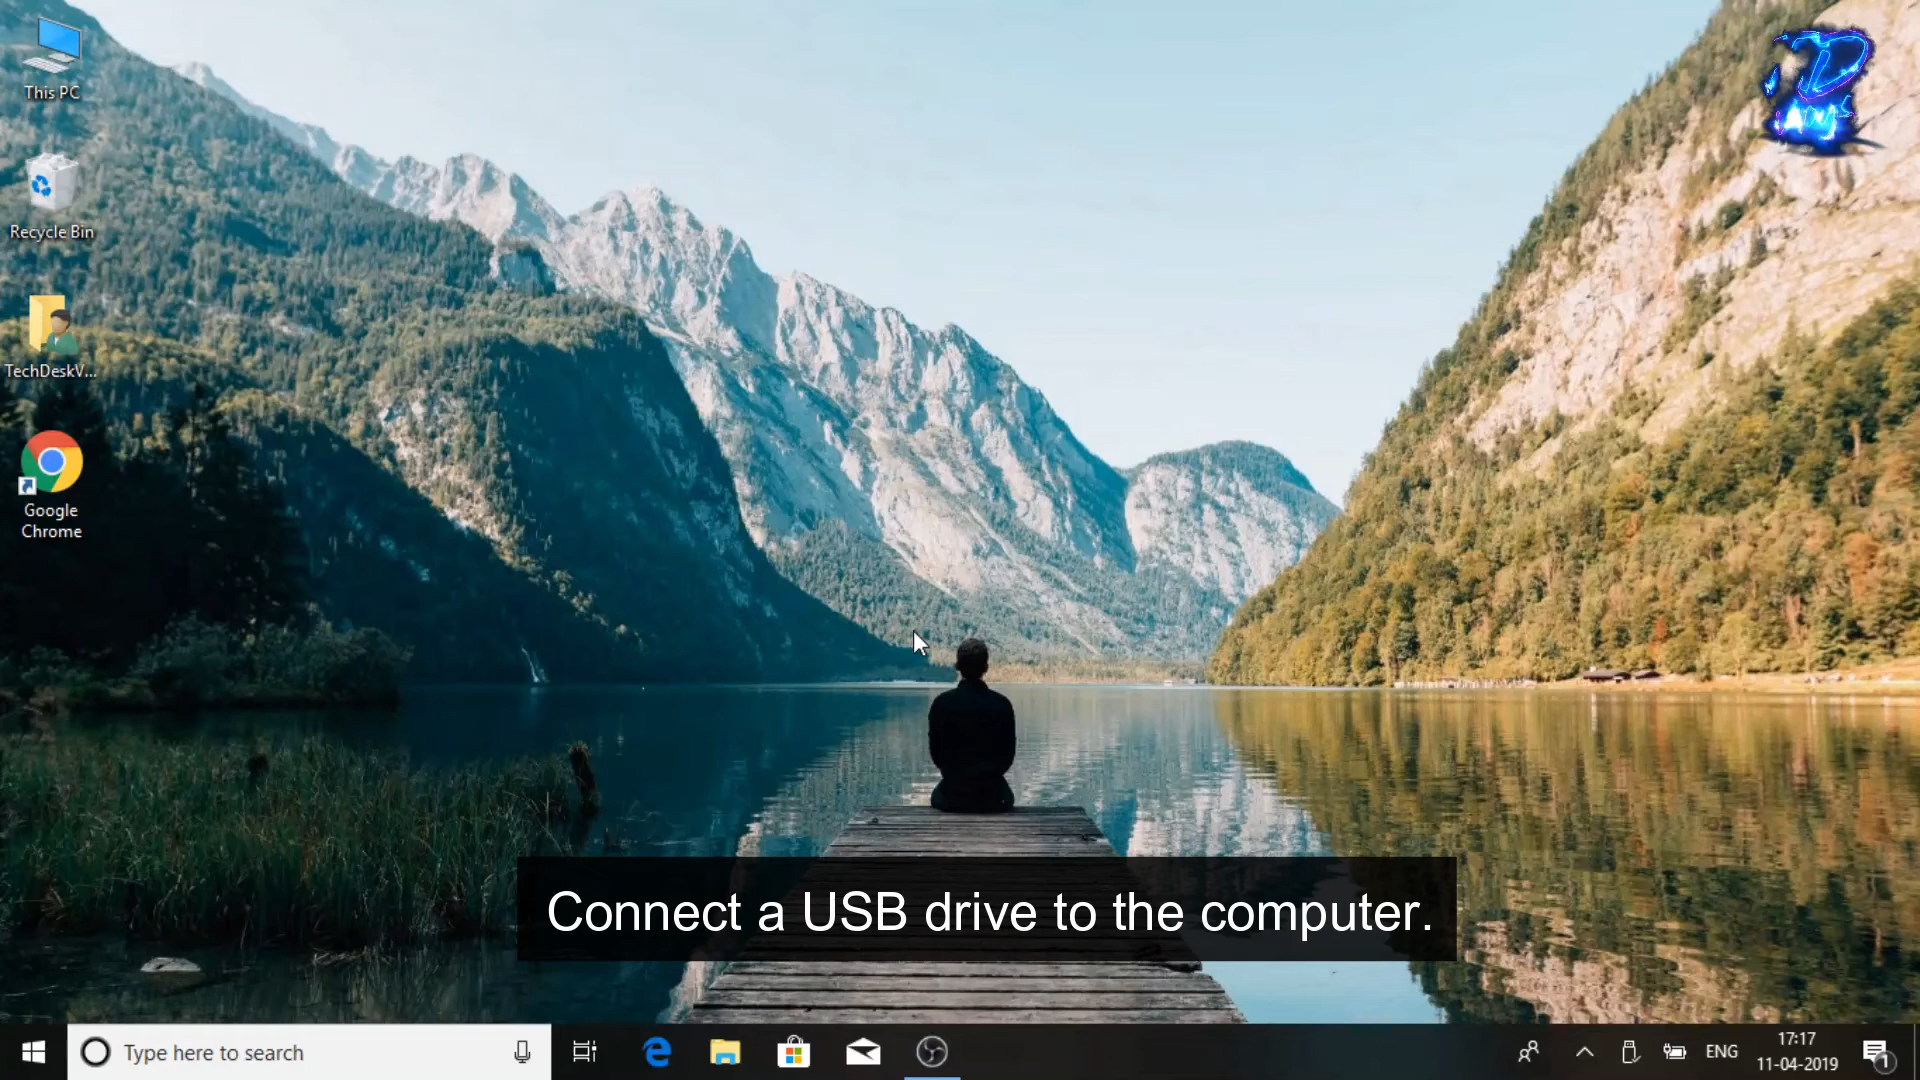 This PC
Recycle Bin
TechDeskV...
Google
Chrome
Connect a USB drive to the computer.
Type here to search
ENG
17:17
11-04-2019
1